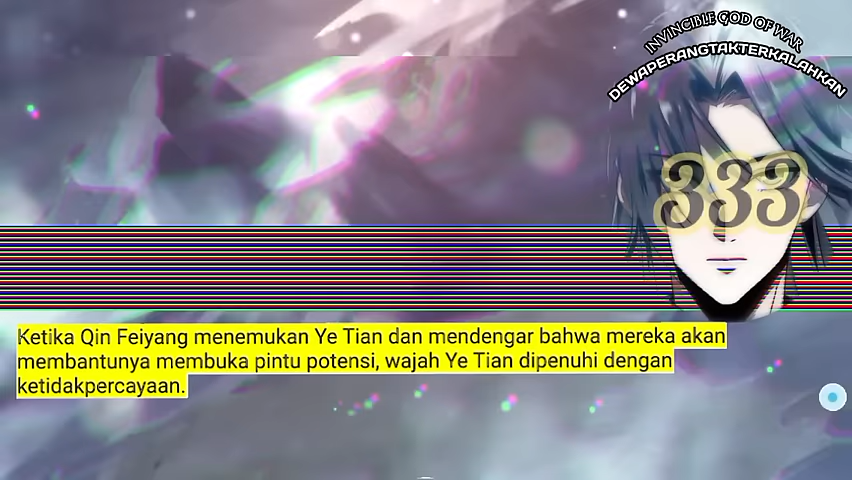 INVINCIBLE GOD OF WAR
DEWAPERANGTAKTERKALAHKAN
333
Ketika Qin Feiyang menemukan Ye Tian dan mendengar bahwa mereka akan
membantunya membuka pintu potensi, wajah Ye Tian dipenuhi dengan
ketidakpercayaan.